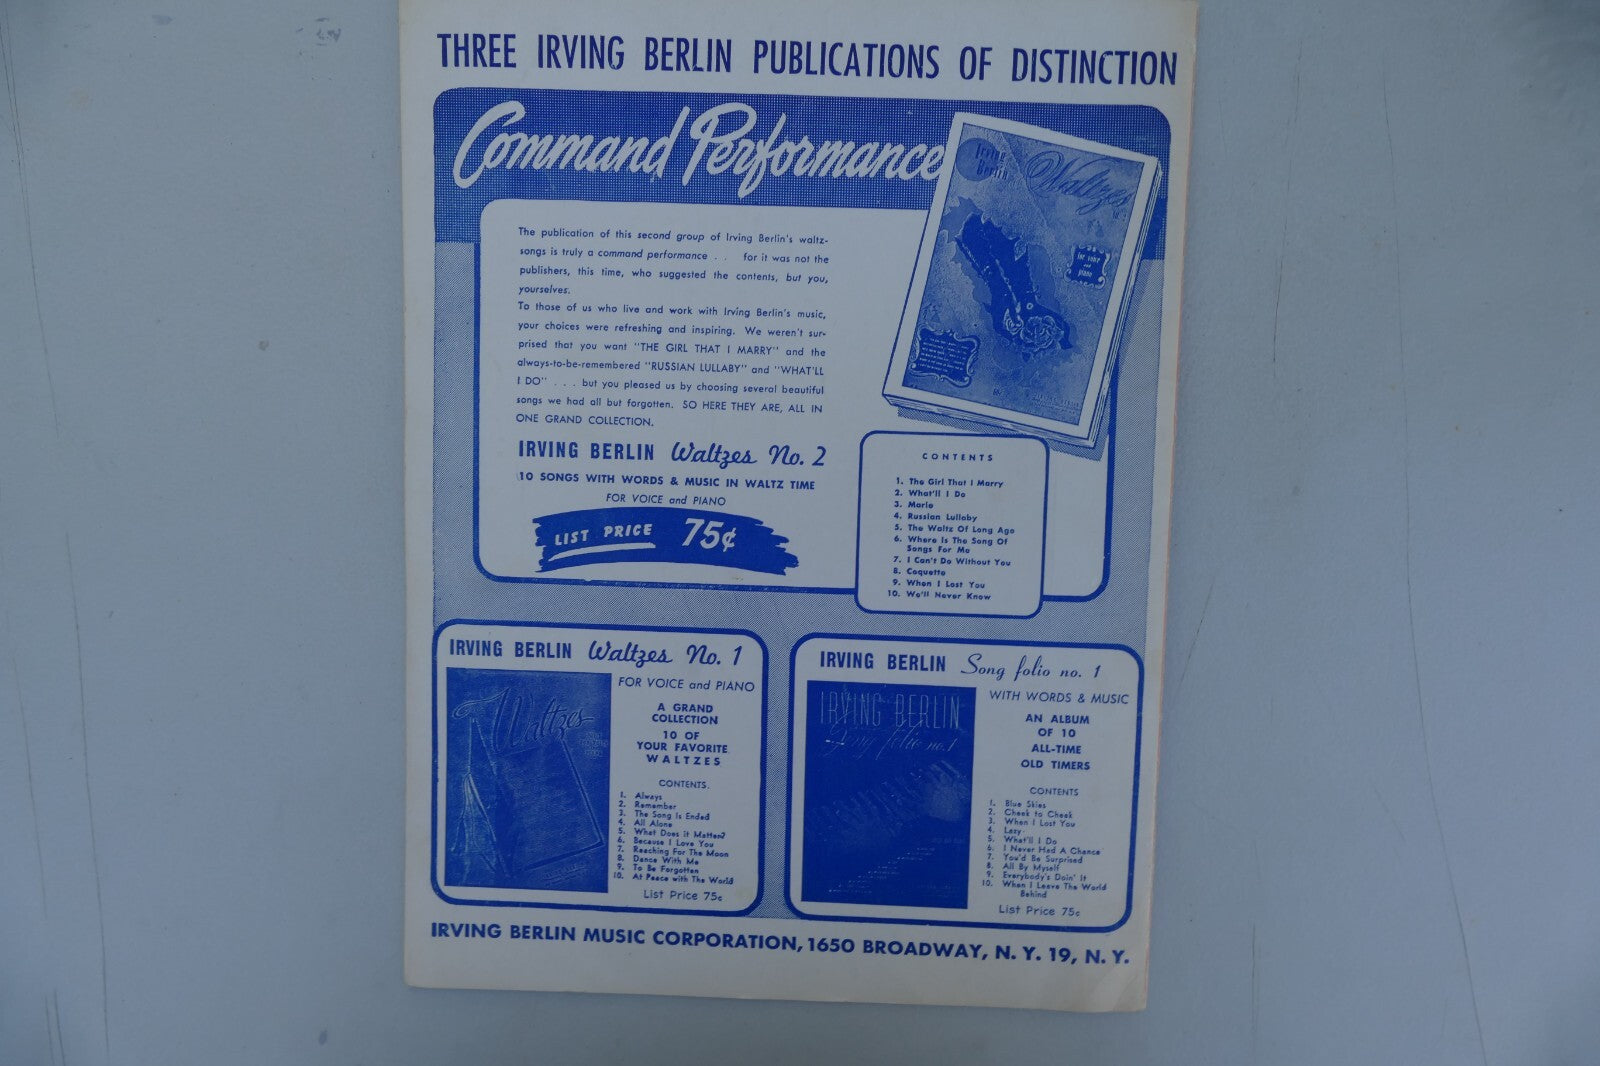 THREE IRVING BERLIN PUBLICATIONS OF DISTINCTION
Command Performance
Irving
Berlin
Waltzes
for voice
and
piano
The publication of this second group of Irving Berlin's waltz-
songs is truly a command performance . . for it was not the
publishers, this time, who suggested the contents, but you,
yourselves.
To those of us who live and work with Irving Berlin's music,
your choices were refreshing and inspiring. We weren't sur-
prised that you want "THE GIRL THAT I MARRY" and the
always-to-be-remembered "RUSSIAN LULLABY" and "WHAT'LL
I DO" . . . but you pleased us by choosing several beautiful
songs we had all but forgotten. SO HERE THEY ARE, ALL IN
ONE GRAND COLLECTION.
IRVING BERLIN Waltzes No. 2
10 SONGS WITH WORDS & MUSIC IN WALTZ TIME
FOR VOICE and PIANO
LIST PRICE 75¢
CONTENTS
1. The Girl That I Marry
2. What'll I Do
3. Marie
4. Russian Lullaby
5. The Waltz Of Long Ago
6. Where Is The Song Of
Songs For Me
7. I Can't Do Without You
8. Coquette
9. When I Lost You
10. We'll Never Know
IRVING BERLIN Waltzes No. 1
Waltzes
FOR VOICE and PIANO
A GRAND
COLLECTION
10 OF
YOUR FAVORITE
WALTZES
CONTENTS.
1. Always
2. Remember
3. The Song Is Ended
4. All Alone
5. What Does it Matter?
6. Because I Love You
7. Reaching For The Moon
8. Dance With Me
9. To Be Forgotten
10. At Peace with The World
List Price 75c
IRVING BERLIN Song folio no. 1
IRVING BERLIN
Song folio no. 1
WITH WORDS & MUSIC
AN ALBUM
OF 10
ALL-TIME
OLD TIMERS
CONTENTS
1. Blue Skies
2. Cheek to Cheek
3. When I Lost You
4. Lazy
5. What'll I Do
6. I Never Had A Chance
7. You'd Be Surprised
8. All By Myself
9. Everybody's Doin' It
10. When I Leave The World
Behind
List Price 75c
IRVING BERLIN MUSIC CORPORATION, 1650 BROADWAY, N. Y. 19, N. Y.